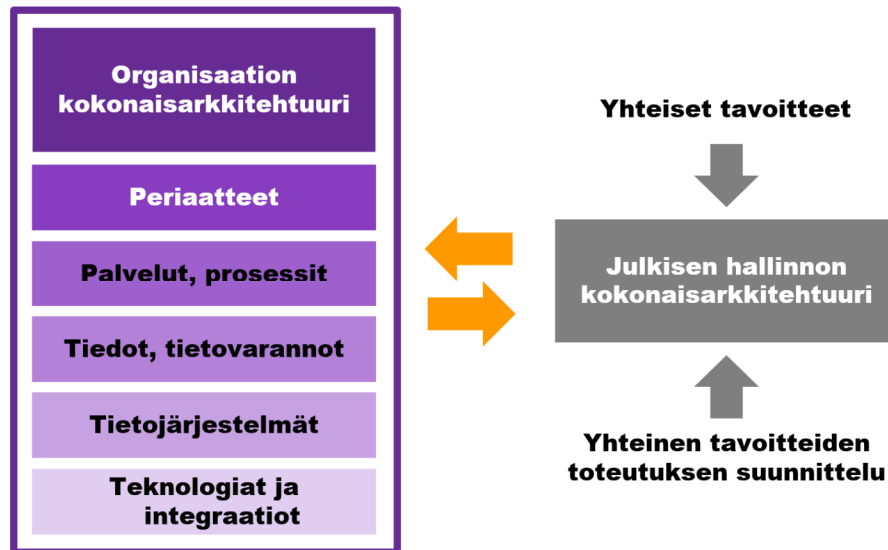 Organisaation
kokonaisarkkitehtuuri
Periaatteet
Palvelut, prosessit
Tiedot, tietovarannot
Tietojärjestelmät
Teknologiat ja
integraatiot
Yhteiset tavoitteet
Julkisen hallinnon
kokonaisarkkitehtuuri
Yhteinen tavoitteiden
toteutuksen suunnittelu